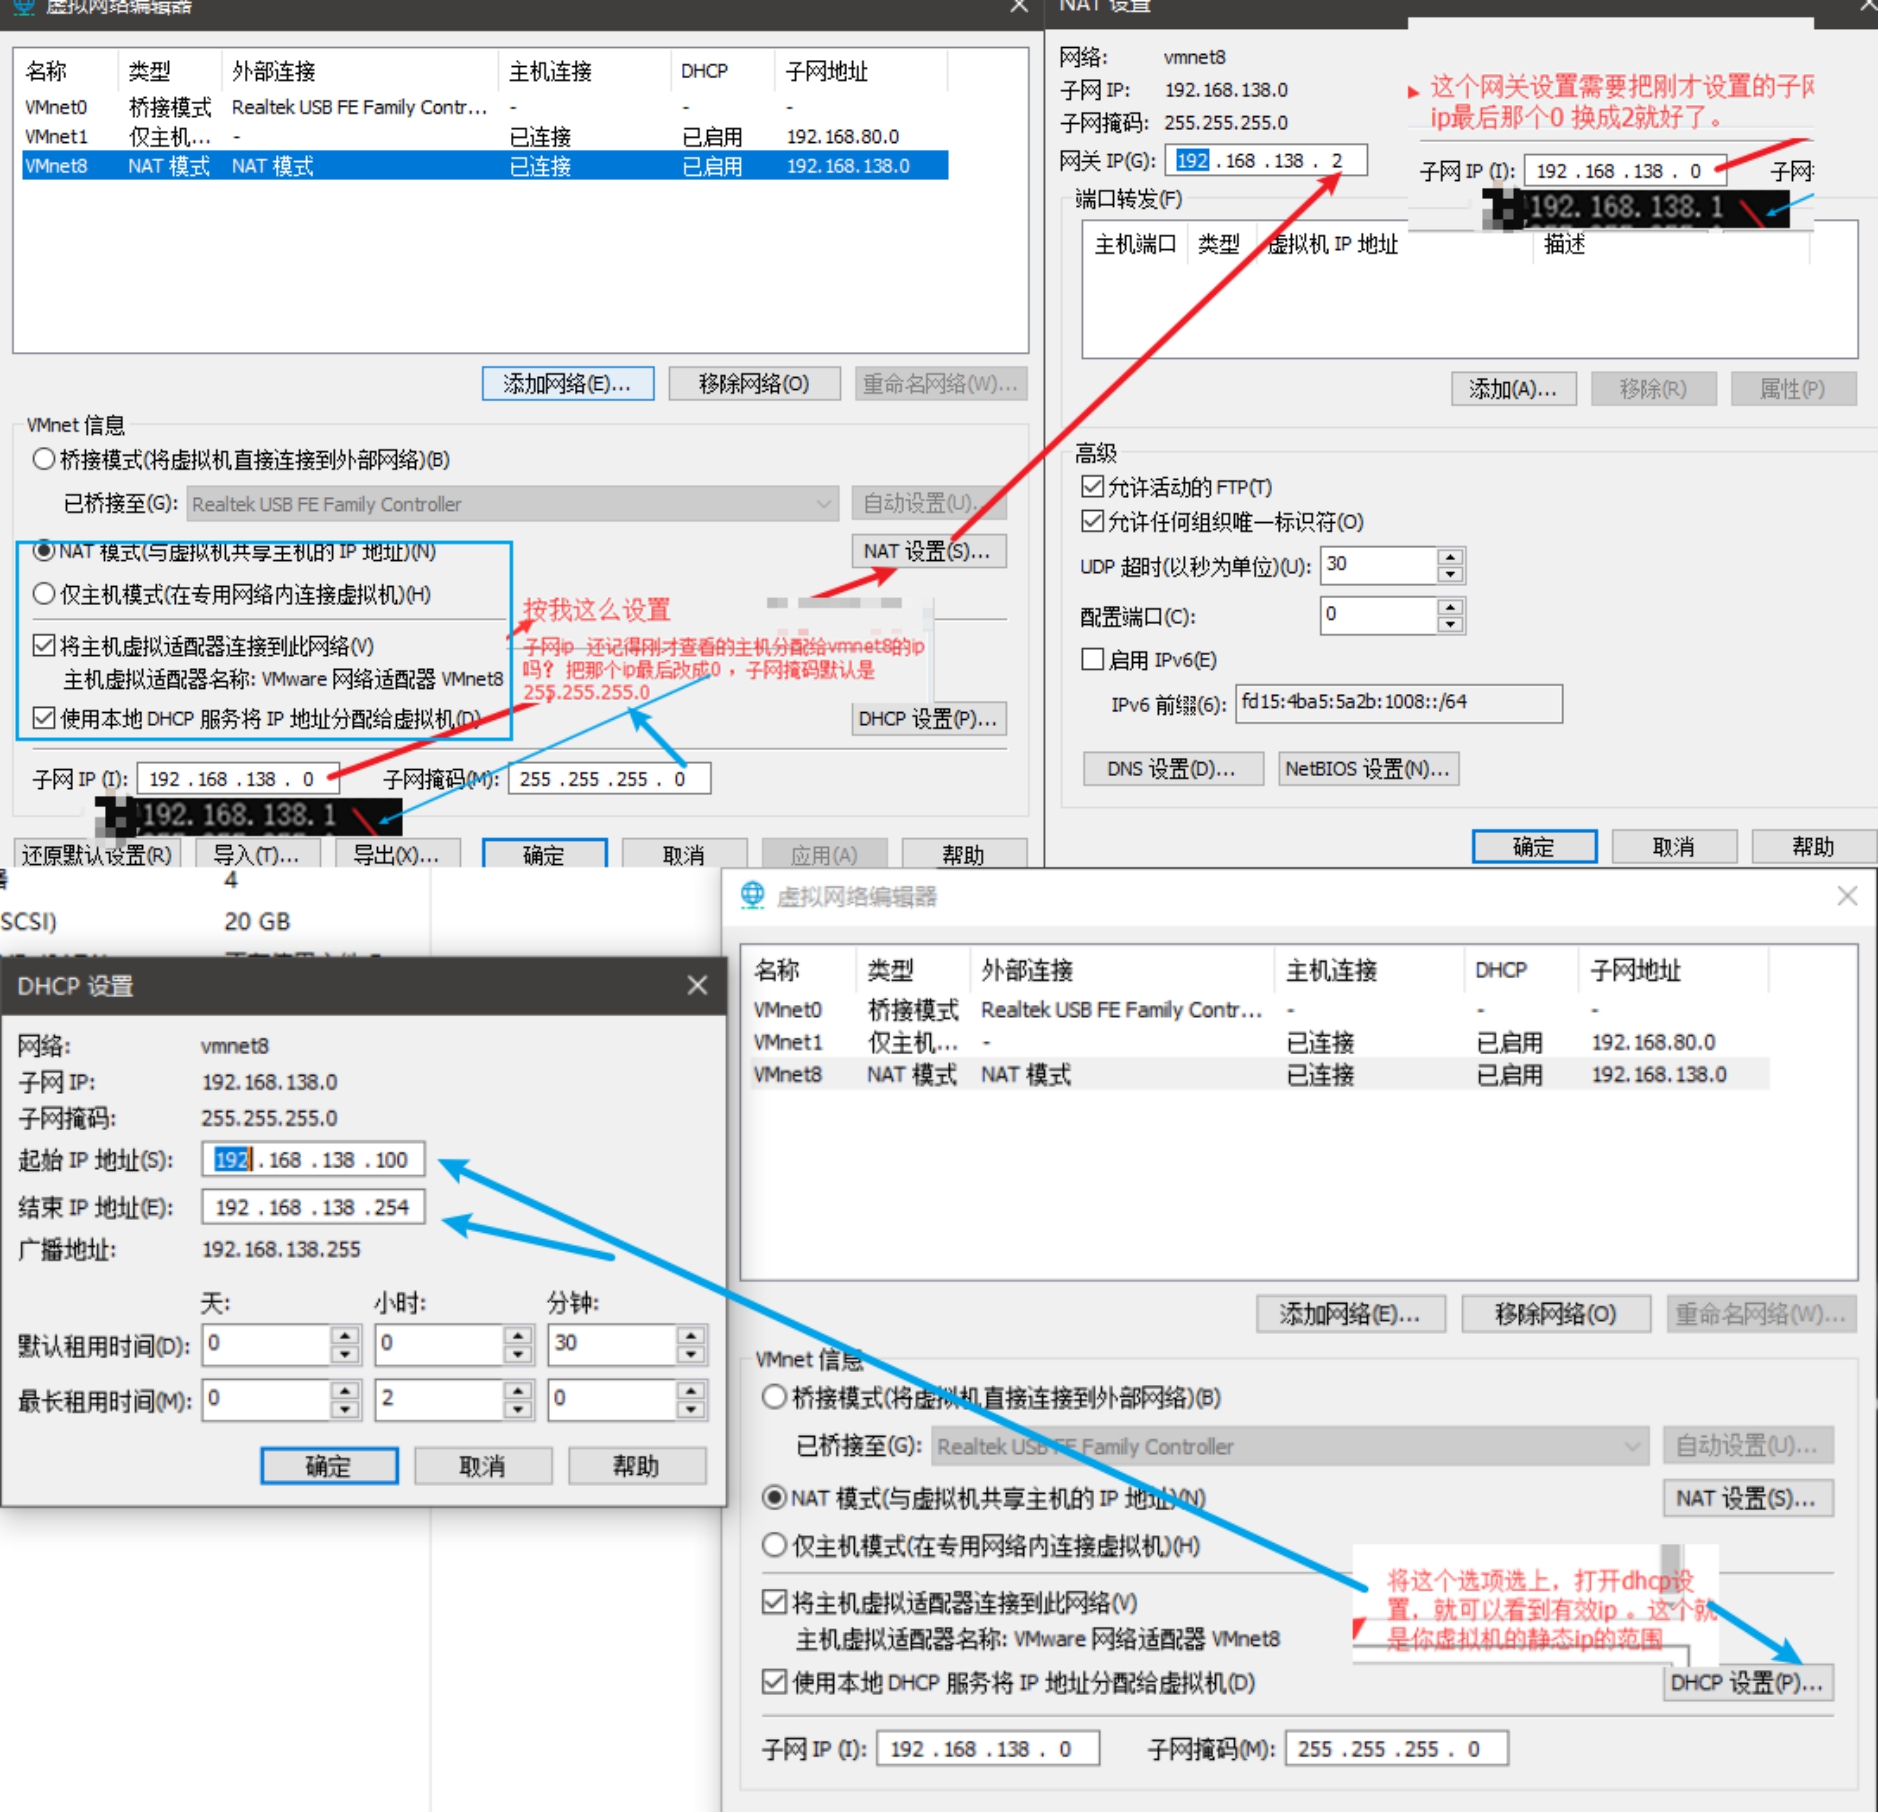 虚拟网络编辑器
名称 类型 外部连接 主机连接 DHCP 子网地址
VMnet0 桥接模式 Realtek USB FE Family Contr... - - -
VMnet1 仅主机... - 已连接 已启用 192.168.80.0
VMnet8 NAT 模式 NAT 模式 已连接 已启用 192.168.138.0
添加网络(E)... 移除网络(O) 重命名网络(W)...
VMnet 信息
桥接模式(将虚拟机直接连接到外部网络)(B)
已桥接至(G): Realtek USB FE Family Controller 自动设置(U)...
NAT 模式(与虚拟机共享主机的 IP 地址)(N) NAT 设置(S)...
仅主机模式(在专用网络内连接虚拟机)(H)
按我这么设置
子网ip 还记得刚才查看的主机分配给vmnet8的ip
吗? 把那个ip最后改成0 ，子网掩码默认是
255.255.255.0
将主机虚拟适配器连接到此网络(V)
主机虚拟适配器名称: VMware 网络适配器 VMnet8
使用本地 DHCP 服务将 IP 地址分配给虚拟机(D) DHCP 设置(P)...
子网 IP (I): 192 .168 .138 . 0 子网掩码(M): 255 .255 .255 . 0
192.168.138.1
还原默认设置(R) 导入(T)... 导出(X)... 确定 取消 应用(A) 帮助
NAT 设置
网络: vmnet8
子网 IP: 192.168.138.0
子网掩码: 255.255.255.0
网关 IP(G): 192 .168 .138 . 2
这个网关设置需要把刚才设置的子网
ip最后那个0 换成2就好了。
子网 IP (I): 192 .168 .138 . 0 子网
192.168.138.1
端口转发(F)
主机端口 类型 虚拟机 IP 地址 描述
添加(A)... 移除(R) 属性(P)
高级
允许活动的 FTP(T)
允许任何组织唯一标识符(O)
UDP 超时(以秒为单位)(U): 30
配置端口(C): 0
启用 IPv6(E)
IPv6 前缀(6): fd15:4ba5:5a2b:1008::/64
DNS 设置(D)... NetBIOS 设置(N)...
确定 取消 帮助
4
SCSI) 20 GB
DHCP 设置
网络: vmnet8
子网 IP: 192.168.138.0
子网掩码: 255.255.255.0
起始 IP 地址(S): 192 .168 .138 .100
结束 IP 地址(E): 192 .168 .138 .254
广播地址: 192.168.138.255
天: 小时: 分钟:
默认租用时间(D): 0 0 30
最长租用时间(M): 0 2 0
确定 取消 帮助
虚拟网络编辑器
名称 类型 外部连接 主机连接 DHCP 子网地址
VMnet0 桥接模式 Realtek USB FE Family Contr... - - -
VMnet1 仅主机... - 已连接 已启用 192.168.80.0
VMnet8 NAT 模式 NAT 模式 已连接 已启用 192.168.138.0
添加网络(E)... 移除网络(O) 重命名网络(W)...
VMnet 信息
桥接模式(将虚拟机直接连接到外部网络)(B)
已桥接至(G): Realtek USB FE Family Controller 自动设置(U)...
NAT 模式(与虚拟机共享主机的 IP 地址)(N) NAT 设置(S)...
仅主机模式(在专用网络内连接虚拟机)(H)
将这个选项选上，打开dhcp设
置，就可以看到有效ip 。这个就
是你虚拟机的静态ip的范围
将主机虚拟适配器连接到此网络(V)
主机虚拟适配器名称: VMware 网络适配器 VMnet8
使用本地 DHCP 服务将 IP 地址分配给虚拟机(D) DHCP 设置(P)...
子网 IP (I): 192 .168 .138 . 0 子网掩码(M): 255 .255 .255 . 0